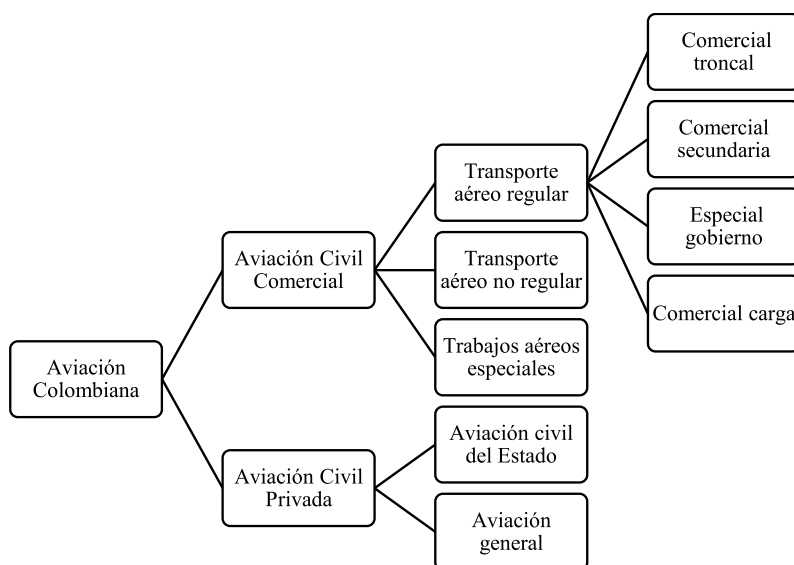 Aviación
Colombiana
Aviación Civil
Comercial
Aviación Civil
Privada
Transporte
aéreo regular
Transporte
aéreo no regular
Trabajos aéreos
especiales
Aviación civil
del Estado
Aviación
general
Comercial
troncal
Comercial
secundaria
Especial
gobierno
Comercial carga